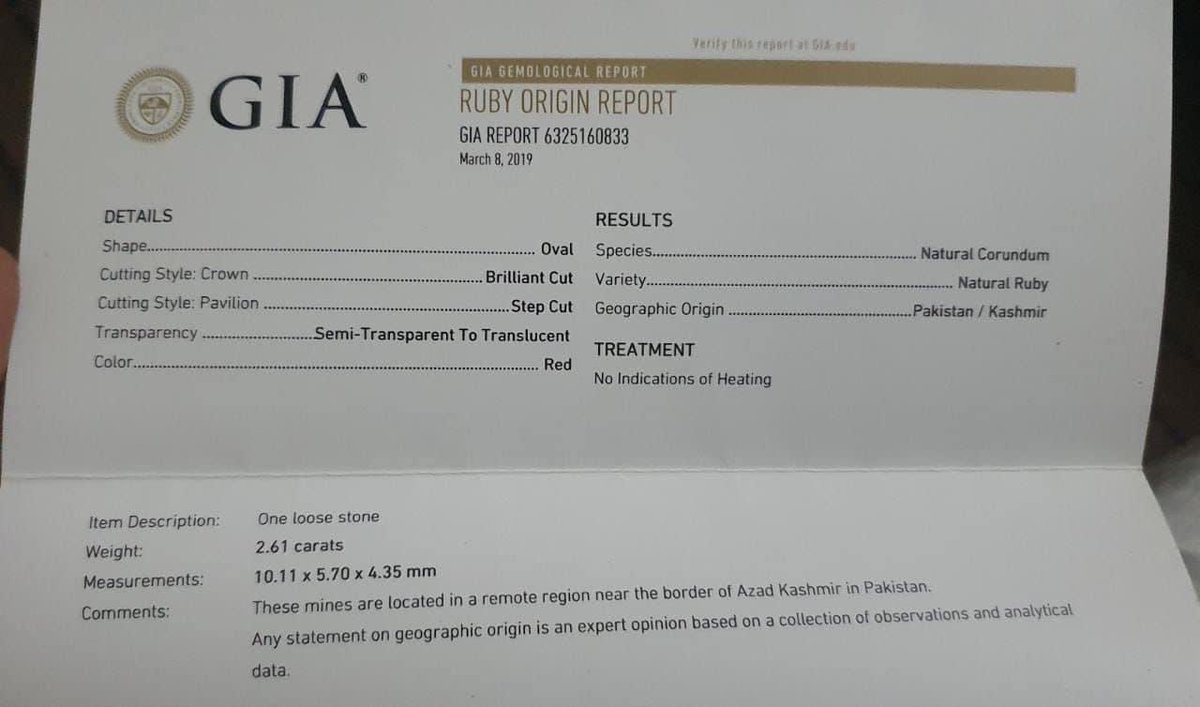 Verify this report at GIA.edu
GIA®
GIA GEMOLOGICAL REPORT
RUBY ORIGIN REPORT
GIA REPORT 6325160833
March 8, 2019
DETAILS
Shape.......... Oval
Cutting Style: Crown .......... Brilliant Cut
Cutting Style: Pavilion .......... Step Cut
Transparency .......... Semi-Transparent To Translucent
Color.......... Red
RESULTS
Species.......... Natural Corundum
Variety.......... Natural Ruby
Geographic Origin .......... Pakistan / Kashmir
TREATMENT
No Indications of Heating
Item Description: One loose stone
Weight: 2.61 carats
Measurements: 10.11 x 5.70 x 4.35 mm
Comments: These mines are located in a remote region near the border of Azad Kashmir in Pakistan.
Any statement on geographic origin is an expert opinion based on a collection of observations and analytical
data.